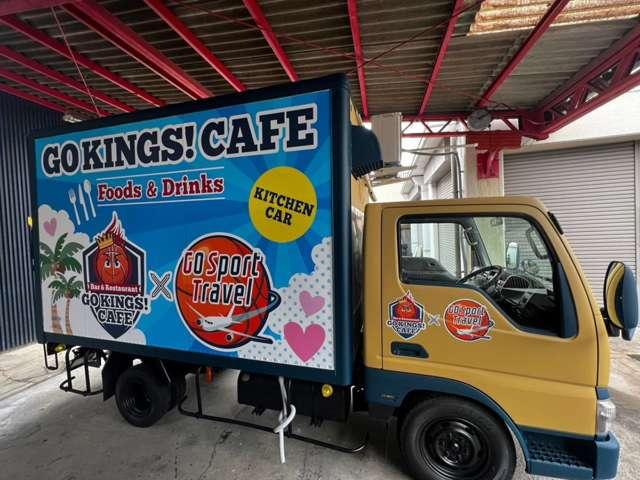 GO KINGS! CAFE
Foods & Drinks
KITCHEN
CAR
Bar & Restaurant
GO KINGS!
CAFE
×
GO Sport
Travel
GO KINGS!
CAFE
×
GO Sport
Travel